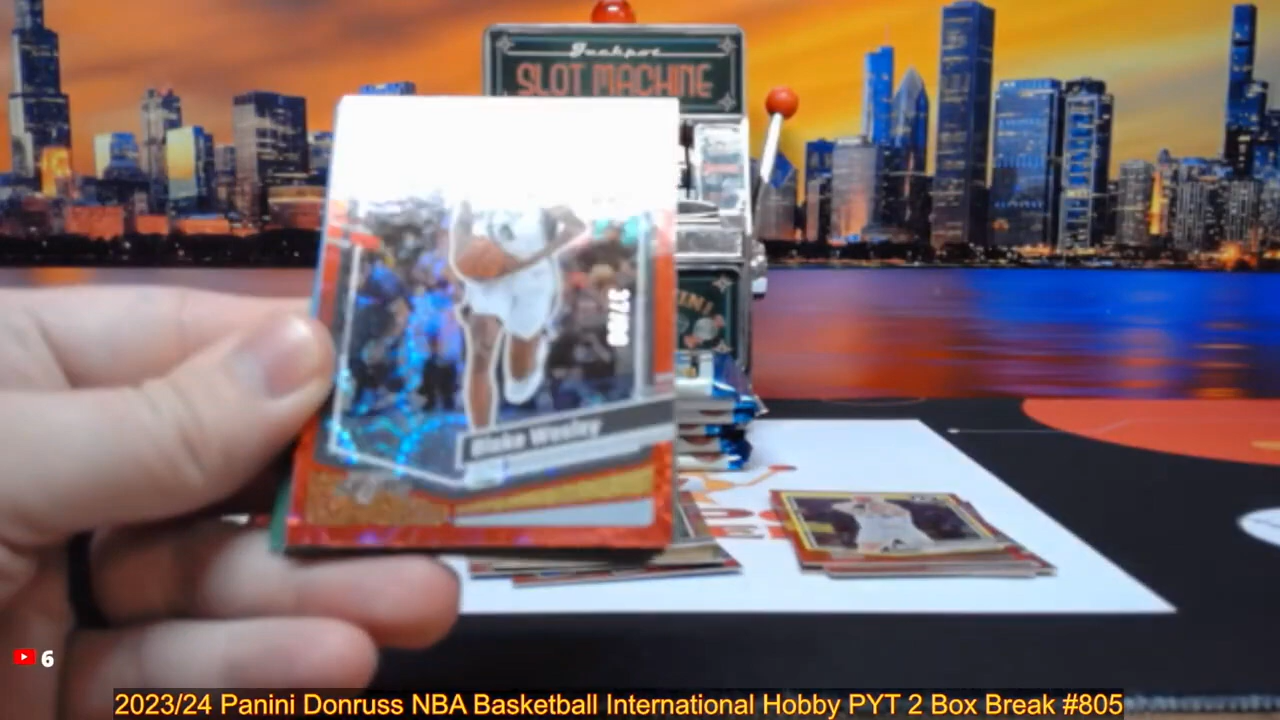 Jackpot
SLOT MACHINE
Blake Wesley
6
2023/24 Panini Donruss NBA Basketball International Hobby PYT 2 Box Break #805